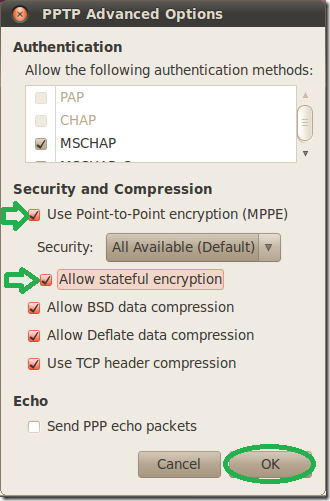 PPTP Advanced Options
Authentication
Allow the following authentication methods:
PAP
CHAP
MSCHAP
Security and Compression
Use Point-to-Point encryption (MPPE)
Security: All Available (Default)
Allow stateful encryption
Allow BSD data compression
Allow Deflate data compression
Use TCP header compression
Echo
Send PPP echo packets
Cancel OK